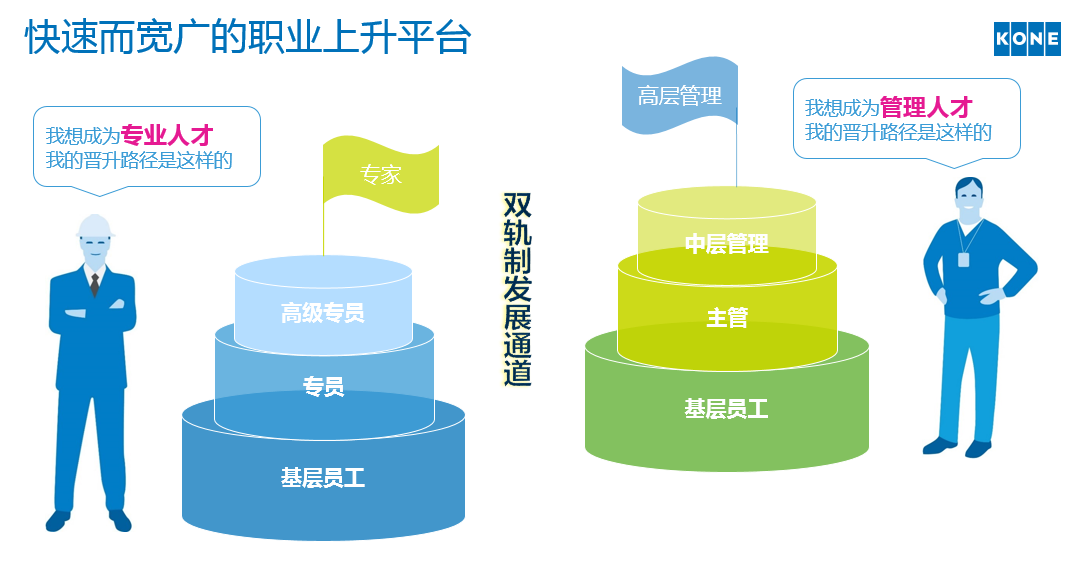 快速而宽广的职业上升平台
KONE
我想成为专业人才
我的晋升路径是这样的
专家
高级专员
专员
基层员工
双轨制发展通道
高层管理
我想成为管理人才
我的晋升路径是这样的
中层管理
主管
基层员工